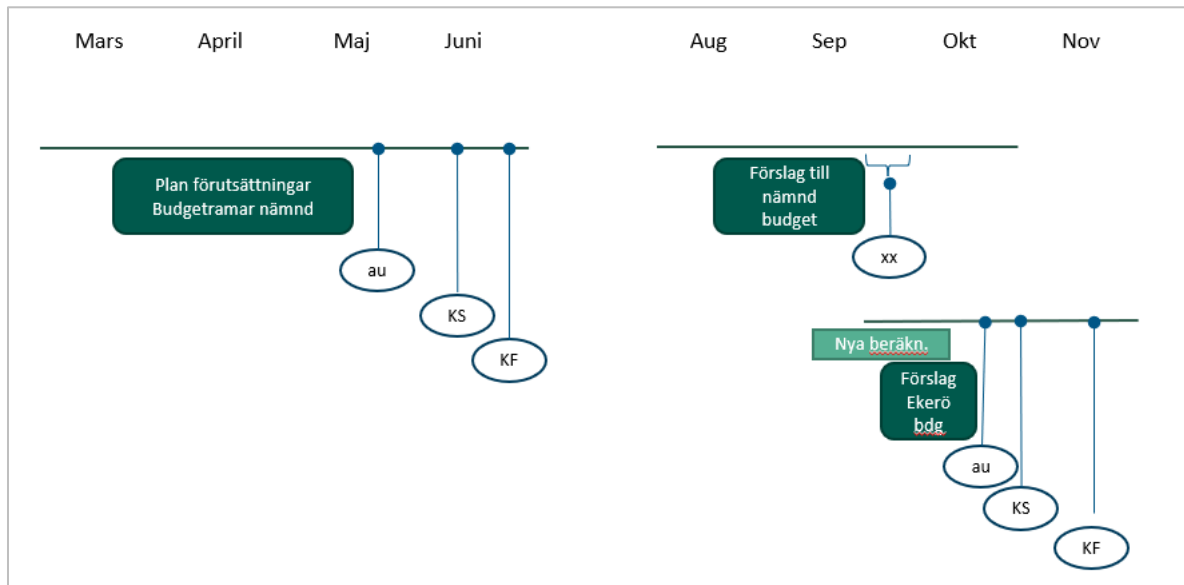 Mars April Maj Juni Aug Sep Okt Nov
Plan förutsättningar
Budgetramar nämnd
au
KS
KF
Förslag till
nämnd
budget
xx
Nya beräkn.
Förslag
Ekerö
bdg
au
KS
KF